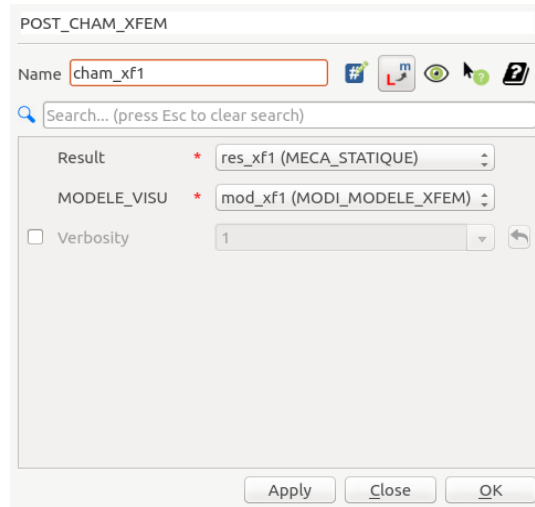 POST_CHAM_XFEM
Name cham_xf1
Search... (press Esc to clear search)
Result * res_xf1 (MECA_STATIQUE)
MODELE_VISU * mod_xf1 (MODI_MODELE_XFEM)
Verbosity 1
Apply Close OK